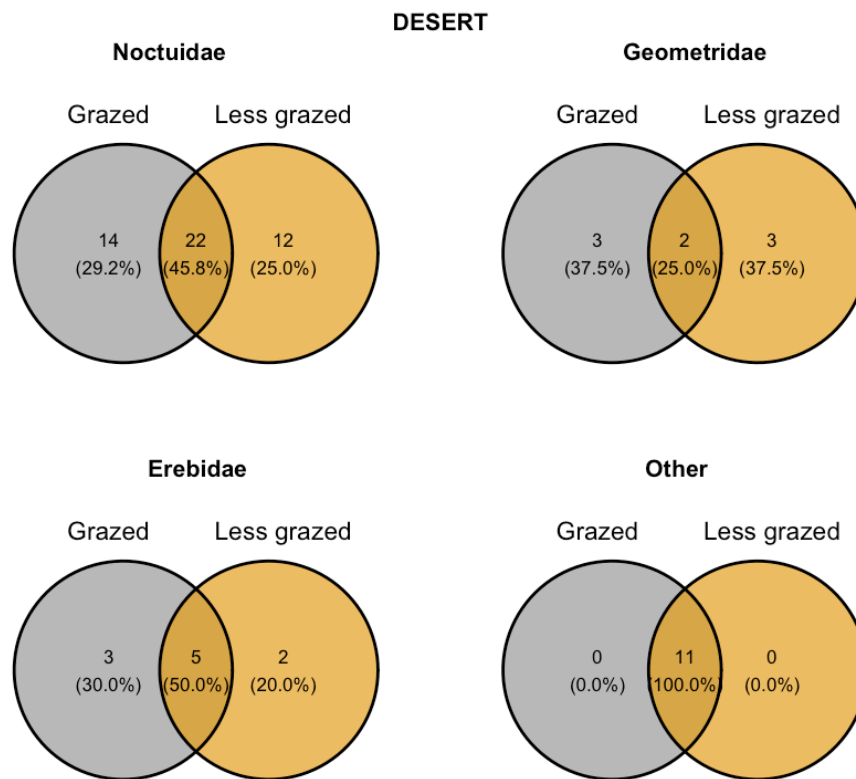 DESERT
Noctuidae
Geometridae
Grazed Less grazed
Grazed Less grazed
14 22 12
(29.2%) (45.8%) (25.0%)
3 2 3
(37.5%) (25.0%) (37.5%)
Erebidae
Other
Grazed Less grazed
Grazed Less grazed
3 5 2
(30.0%) (50.0%) (20.0%)
0 11 0
(0.0%) (100.0%) (0.0%)